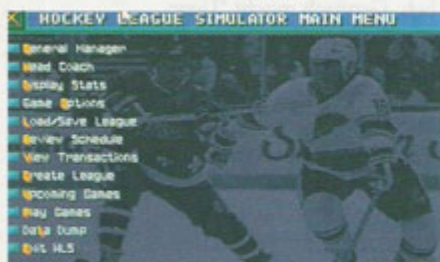 HOCKEY LEAGUE SIMULATOR MAIN MENU
General Manager
Head Coach
Display Stats
Game Options
Load/Save League
Review Schedule
View Transactions
Create League
Upcoming Games
Play Games
Data Dump
Exit HLS